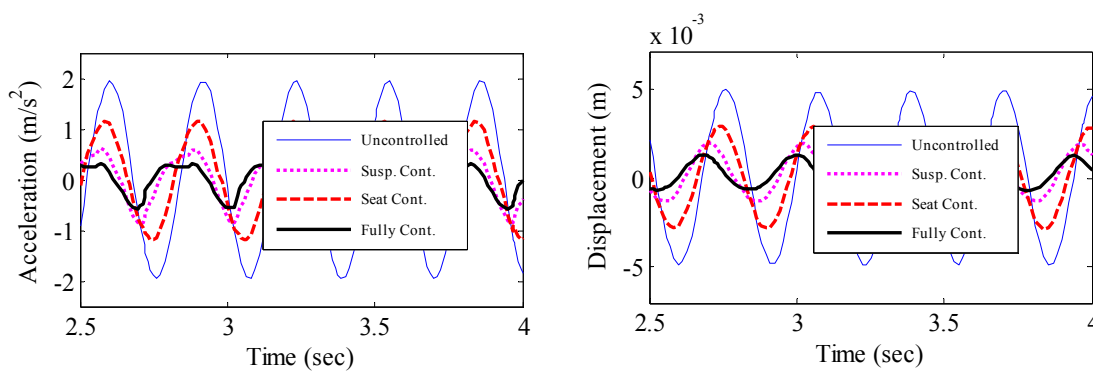 Acceleration (m/s²)
2
1
0
-1
-2
2.5
3
3.5
4
Time (sec)
Uncontrolled
Susp. Cont.
Seat Cont.
Fully Cont.
x 10⁻³
Displacement (m)
5
0
-5
2.5
3
3.5
4
Time (sec)
Uncontrolled
Susp. Cont.
Seat Cont.
Fully Cont.